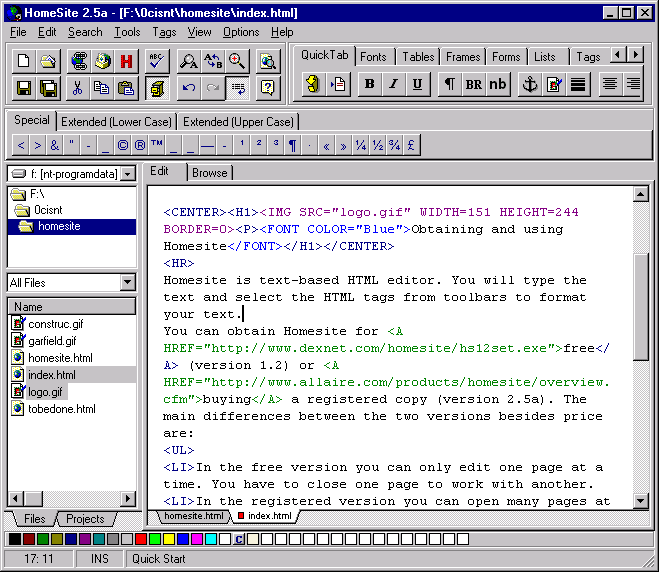 HomeSite 2.5a - [F:\0cisnt\homesite\index.html]
File Edit Search Tools Tags View Options Help
QuickTab Fonts Tables Frames Forms Lists Tags
ABC
B I U ¶ BR nb
Special Extended (Lower Case) Extended (Upper Case)
< > & " - _ © ® ™ _ _ — - ¹ ² ³ ¶ · « » ¼ ½ ¾ £
f: [nt-programdata]
F:\
0cisnt
homesite
All Files
Name
construc.gif
garfield.gif
homesite.html
index.html
logo.gif
tobedone.html
Files Projects
Edit Browse
<CENTER><H1><IMG SRC="logo.gif" WIDTH=151 HEIGHT=244
BORDER=0><P><FONT COLOR="Blue">Obtaining and using
Homesite</FONT></H1></CENTER>
<HR>
Homesite is text-based HTML editor. You will type the
text and select the HTML tags from toolbars to format
your text.
You can obtain Homesite for <A
HREF="http://www.dexnet.com/homesite/hs12set.exe">free</
A> (version 1.2) or <A
HREF="http://www.allaire.com/products/homesite/overview.
cfm">buying</A> a registered copy (version 2.5a). The
main differences between the two versions besides price
are:
<UL>
<LI>In the free version you can only edit one page at a
time. You have to close one page to work with another.
<LI>In the registered version you can open many pages at
homesite.html index.html
C
17: 11 INS Quick Start